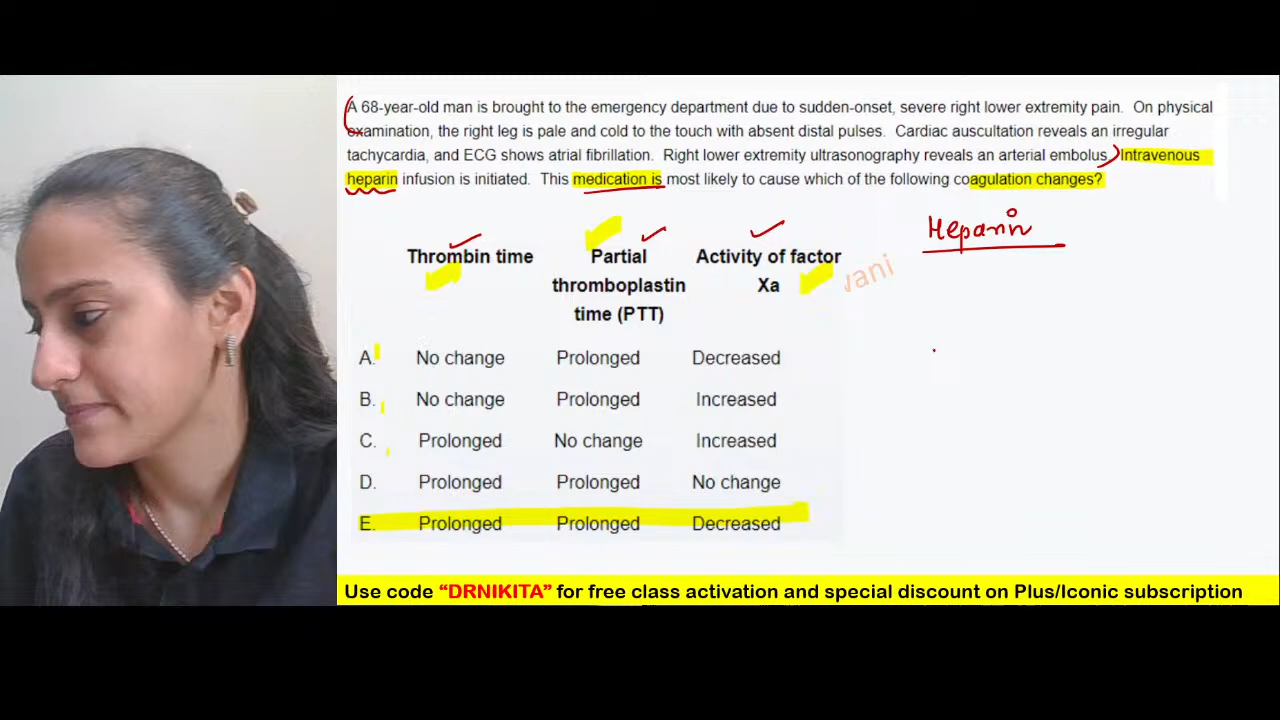 A 68-year-old man is brought to the emergency department due to sudden-onset, severe right lower extremity pain. On physical
examination, the right leg is pale and cold to the touch with absent distal pulses. Cardiac auscultation reveals an irregular
tachycardia, and ECG shows atrial fibrillation. Right lower extremity ultrasonography reveals an arterial embolus. Intravenous
heparin infusion is initiated. This medication is most likely to cause which of the following coagulation changes?
Heparin
Thrombin time Partial Activity of factor
thromboplastin Xa
time (PTT)
A. No change Prolonged Decreased
B. No change Prolonged Increased
C. Prolonged No change Increased
D. Prolonged Prolonged No change
E. Prolonged Prolonged Decreased
Use code “DRNIKITA” for free class activation and special discount on Plus/Iconic subscription